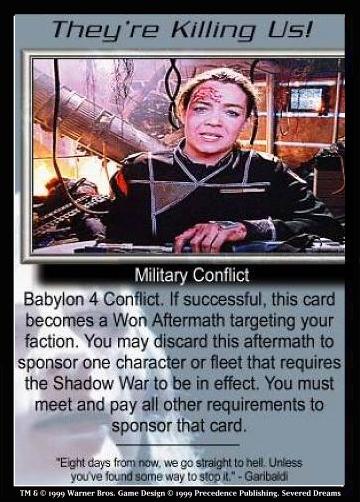 They're Killing Us!
Military Conflict
Babylon 4 Conflict. If successful, this card
becomes a Won Aftermath targeting your
faction. You may discard this aftermath to
sponsor one character or fleet that requires
the Shadow War to be in effect. You must
meet and pay all other requirements to
sponsor that card.
"Eight days from now, we go straight to hell. Unless
you've found some way to stop it." - Garibaldi
TM & © 1999 Warner Bros. Game Design © 1999 Precedence Publishing. Severed Dreams